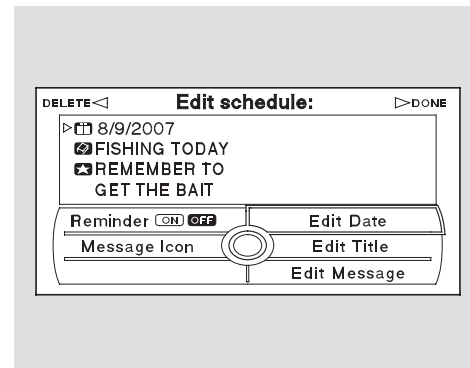 DELETE Edit schedule: DONE
8/9/2007
FISHING TODAY
REMEMBER TO
GET THE BAIT
Reminder ON OFF Edit Date
Message Icon Edit Title
Edit Message